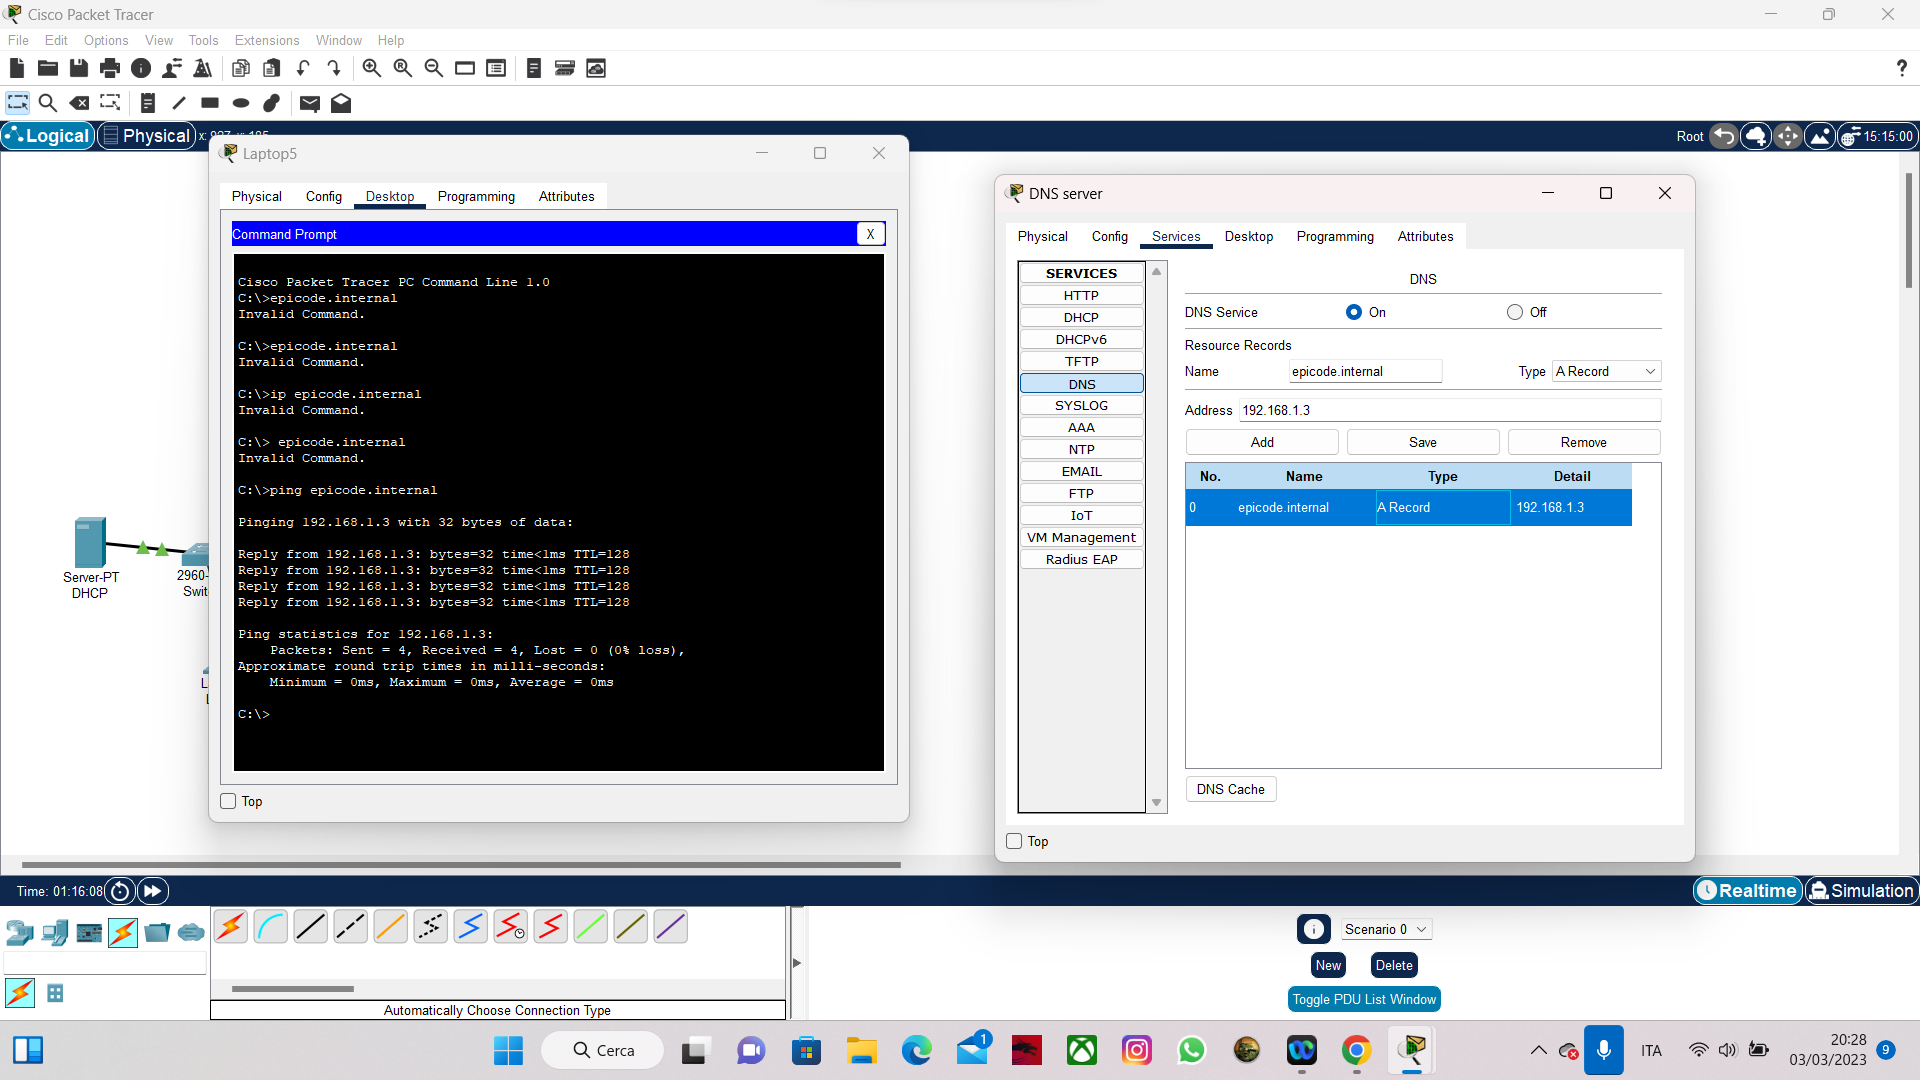 Cisco Packet Tracer
File Edit Options View Tools Extensions Window Help
?
Logical Physical
Root 15:15:00
Laptop5
Physical Config Desktop Programming Attributes
Command Prompt X
Cisco Packet Tracer PC Command Line 1.0
C:\>epicode.internal
Invalid Command.
C:\>epicode.internal
Invalid Command.
C:\>ip epicode.internal
Invalid Command.
C:\> epicode.internal
Invalid Command.
C:\>ping epicode.internal
Pinging 192.168.1.3 with 32 bytes of data:
Reply from 192.168.1.3: bytes=32 time<1ms TTL=128
Reply from 192.168.1.3: bytes=32 time<1ms TTL=128
Reply from 192.168.1.3: bytes=32 time<1ms TTL=128
Reply from 192.168.1.3: bytes=32 time<1ms TTL=128
Ping statistics for 192.168.1.3:
Packets: Sent = 4, Received = 4, Lost = 0 (0% loss),
Approximate round trip times in milli-seconds:
Minimum = 0ms, Maximum = 0ms, Average = 0ms
C:\>
Top
Server-PT
DHCP
2960-
Swit
DNS server
Physical Config Services Desktop Programming Attributes
SERVICES
HTTP
DHCP
DHCPv6
TFTP
DNS
SYSLOG
AAA
NTP
EMAIL
FTP
IoT
VM Management
Radius EAP
DNS
DNS Service On Off
Resource Records
Name epicode.internal Type A Record
Address 192.168.1.3
Add Save Remove
No. Name Type Detail
0 epicode.internal A Record 192.168.1.3
DNS Cache
Top
Time: 01:16:08
Realtime Simulation
Scenario 0
New Delete
Toggle PDU List Window
Automatically Choose Connection Type
Cerca
1
ITA
20:28
03/03/2023
9